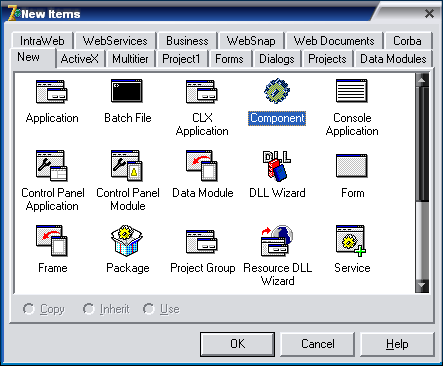 New Items
IntraWeb WebServices Business WebSnap Web Documents Corba
New ActiveX Multitier Project1 Forms Dialogs Projects Data Modules
Application Batch File CLX Application Component Console Application
Control Panel Application Control Panel Module Data Module DLL Wizard Form
Frame Package Project Group Resource DLL Wizard Service
Copy Inherit Use
OK Cancel Help